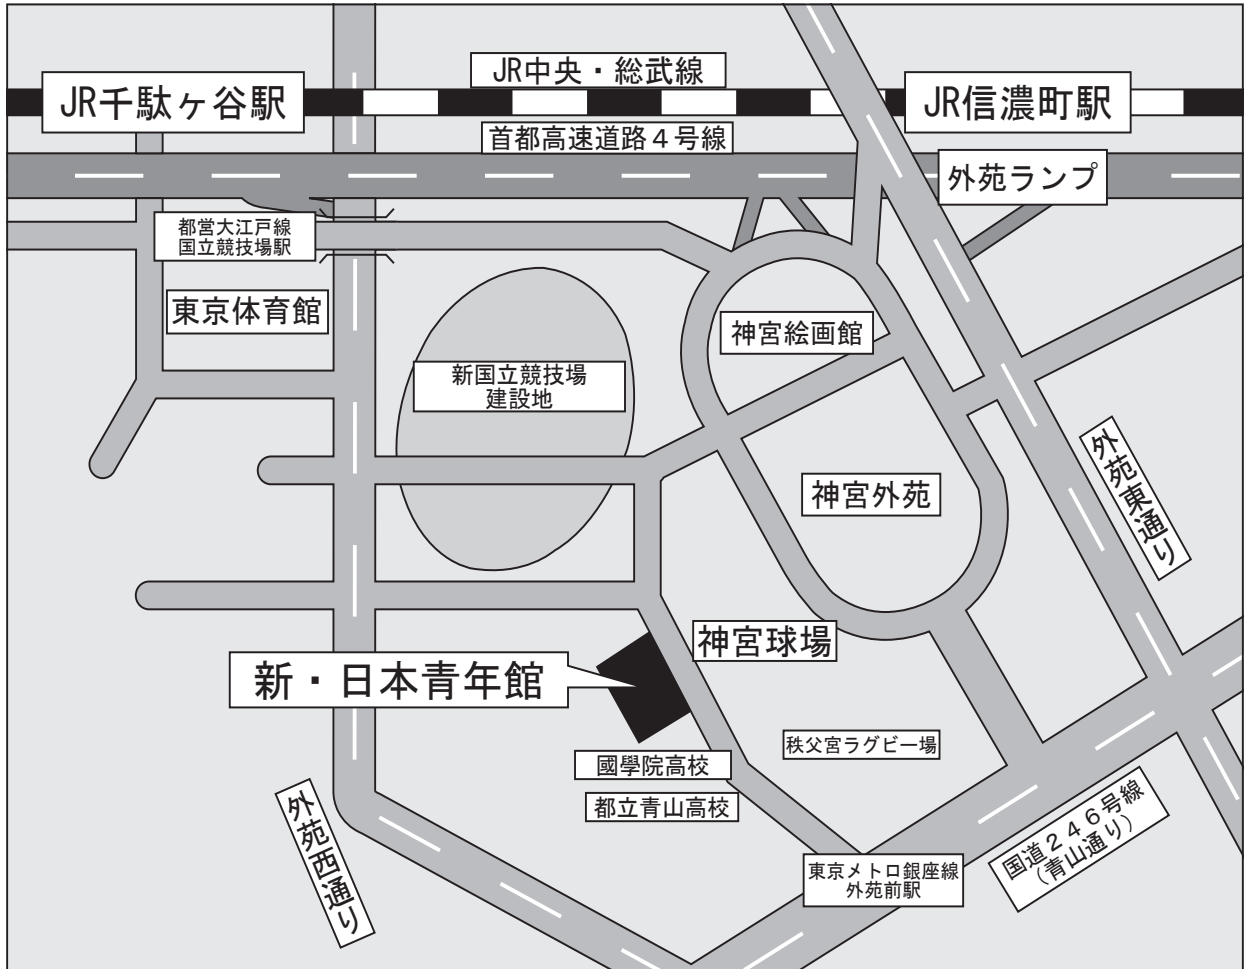 JR中央・総武線
JR千駄ヶ谷駅
JR信濃町駅
首都高速道路４号線
外苑ランプ
都営大江戸線
国立競技場駅
東京体育館
神宮絵画館
新国立競技場
建設地
外苑東通り
神宮外苑
神宮球場
新・日本青年館
秩父宮ラグビー場
國學院高校
都立青山高校
外苑西通り
国道２４６号線
（青山通り）
東京メトロ銀座線
外苑前駅